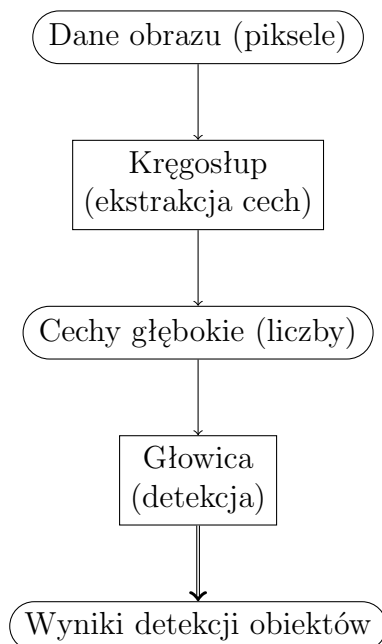 Dane obrazu (piksele)
Kręgosłup
(ekstrakcja cech)
Cechy głębokie (liczby)
Głowica
(detekcja)
Wyniki detekcji obiektów